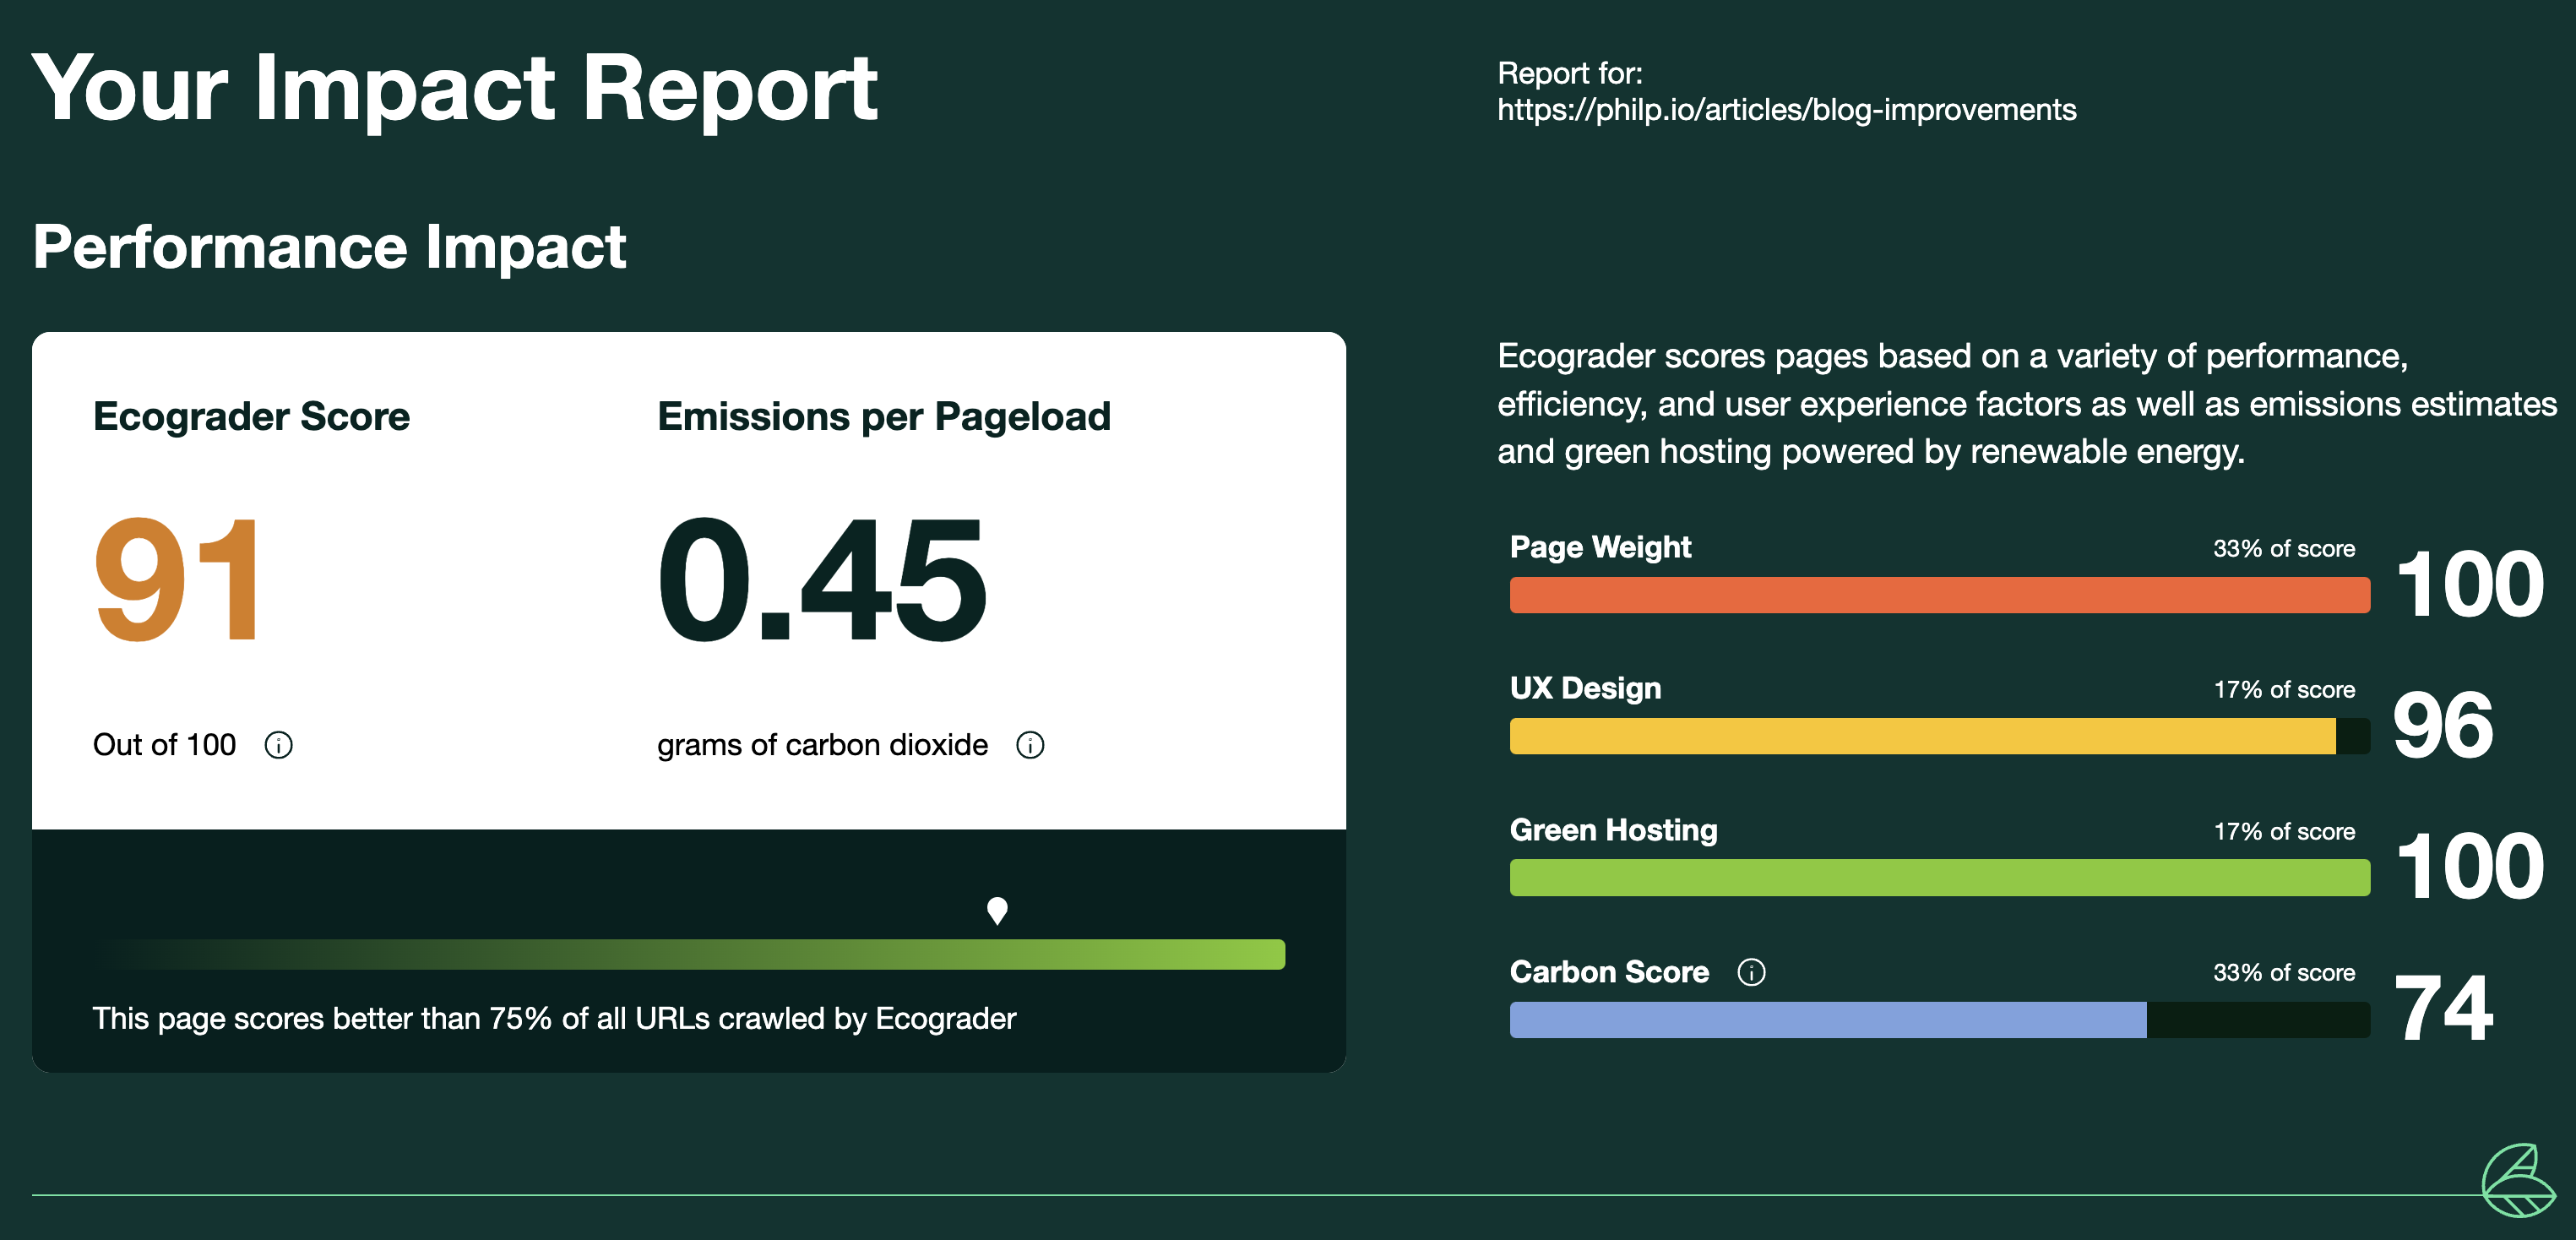 Your Impact Report
Report for:
https://philp.io/articles/blog-improvements
Performance Impact
Ecograder Score
91
Out of 100
Emissions per Pageload
0.45
grams of carbon dioxide
This page scores better than 75% of all URLs crawled by Ecograder
Ecograder scores pages based on a variety of performance,
efficiency, and user experience factors as well as emissions estimates
and green hosting powered by renewable energy.
Page Weight
33% of score
100
UX Design
17% of score
96
Green Hosting
17% of score
100
Carbon Score
33% of score
74